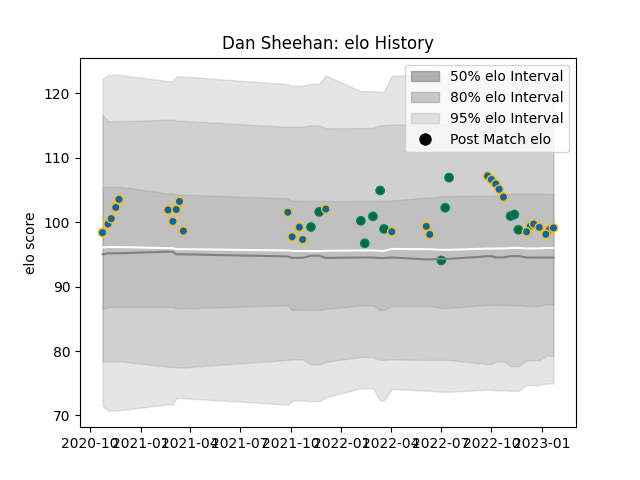 Dan Sheehan: elo History
50% elo Interval
80% elo Interval
95% elo Interval
Post Match elo
elo score
120
110
100
90
80
70
2020-10 2021-01 2021-04 2021-07 2021-10 2022-01 2022-04 2022-07 2022-10 2023-01